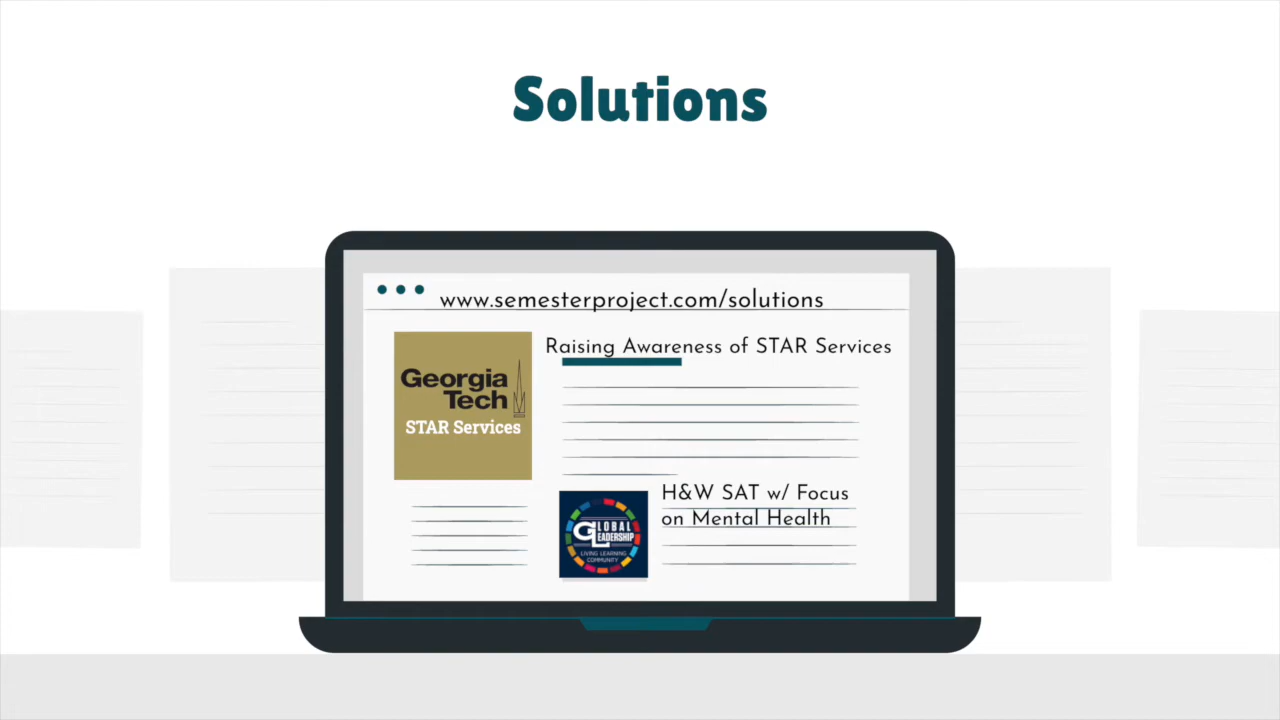 Solutions
www.semesterproject.com/solutions
Raising Awareness of STAR Services
Georgia
Tech
STAR Services
H&W SAT w/ Focus
on Mental Health
GLOBAL
LEADERSHIP
LIVING LEARNING
COMMUNITY